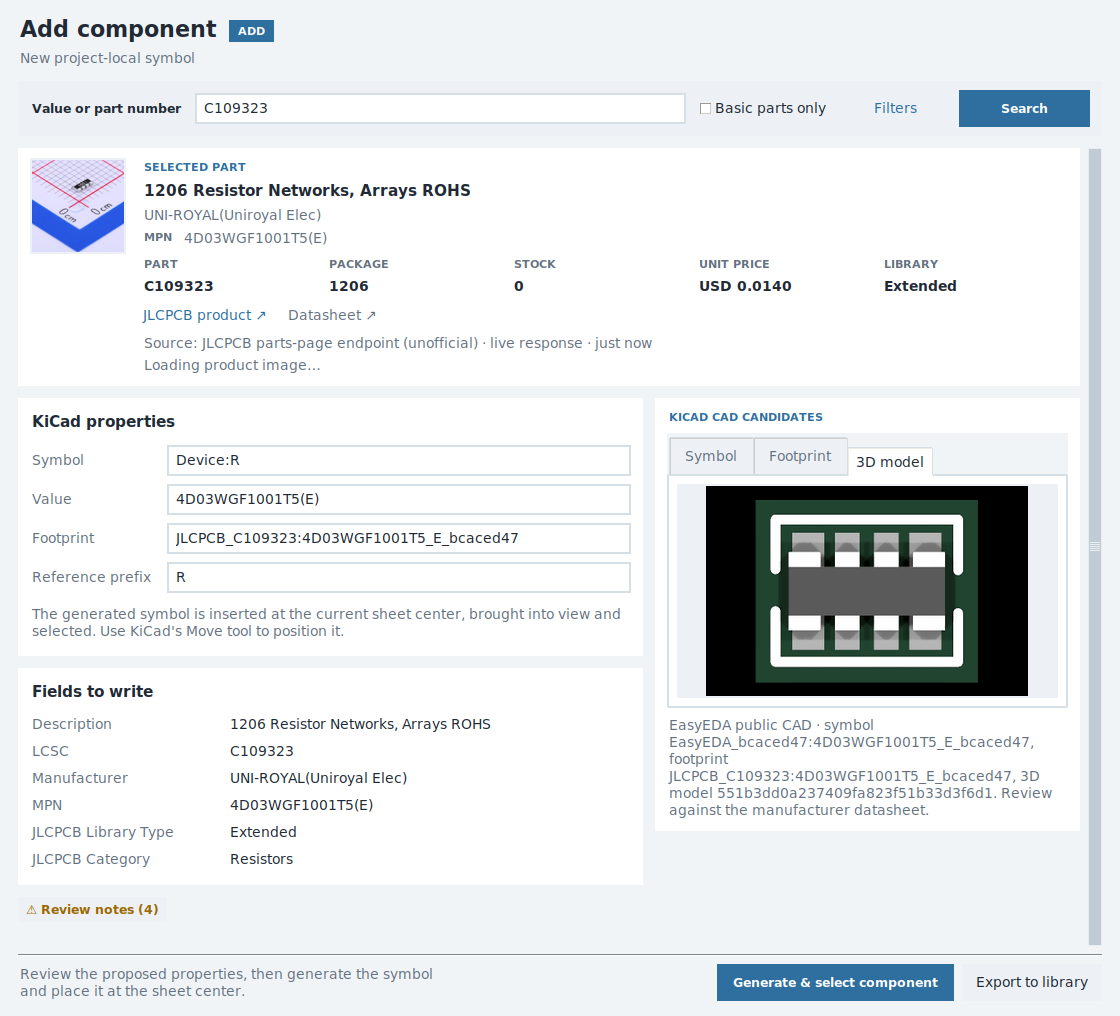 Add component ADD
New project-local symbol
Value or part number C109323 Basic parts only Filters Search
SELECTED PART
1206 Resistor Networks, Arrays ROHS
UNI-ROYAL(Uniroyal Elec)
MPN 4D03WGF1001T5(E)
0 cm 0 cm
PART PACKAGE STOCK UNIT PRICE LIBRARY
C109323 1206 0 USD 0.0140 Extended
JLCPCB product ↗ Datasheet ↗
Source: JLCPCB parts-page endpoint (unofficial) · live response · just now
Loading product image…
KiCad properties
Symbol Device:R
Value 4D03WGF1001T5(E)
Footprint JLCPCB_C109323:4D03WGF1001T5_E_bcaced47
Reference prefix R
The generated symbol is inserted at the current sheet center, brought into view and
selected. Use KiCad's Move tool to position it.
Fields to write
Description 1206 Resistor Networks, Arrays ROHS
LCSC C109323
Manufacturer UNI-ROYAL(Uniroyal Elec)
MPN 4D03WGF1001T5(E)
JLCPCB Library Type Extended
JLCPCB Category Resistors
⚠ Review notes (4)
KICAD CAD CANDIDATES
Symbol Footprint 3D model
EasyEDA public CAD · symbol
EasyEDA_bcaced47:4D03WGF1001T5_E_bcaced47,
footprint
JLCPCB_C109323:4D03WGF1001T5_E_bcaced47, 3D
model 551b3dd0a237409fa823f51b33d3f6d1. Review
against the manufacturer datasheet.
Review the proposed properties, then generate the symbol
and place it at the sheet center.
Generate & select component Export to library